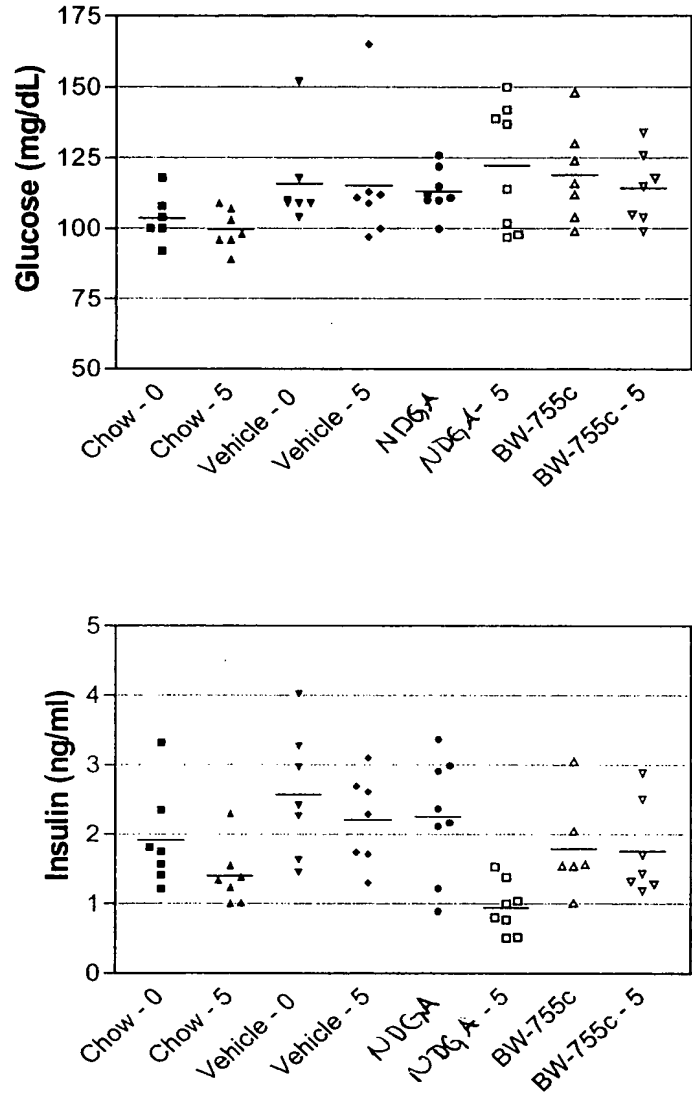 Glucose (mg/dL)
175
150
125
100
75
50
Chow - 0
Chow - 5
Vehicle - 0
Vehicle - 5
NDGA
NDGA - 5
BW-755c
BW-755c - 5
Insulin (ng/ml)
5
4
3
2
1
0
Chow - 0
Chow - 5
Vehicle - 0
Vehicle - 5
NDGA
NDGA - 5
BW-755c
BW-755c - 5